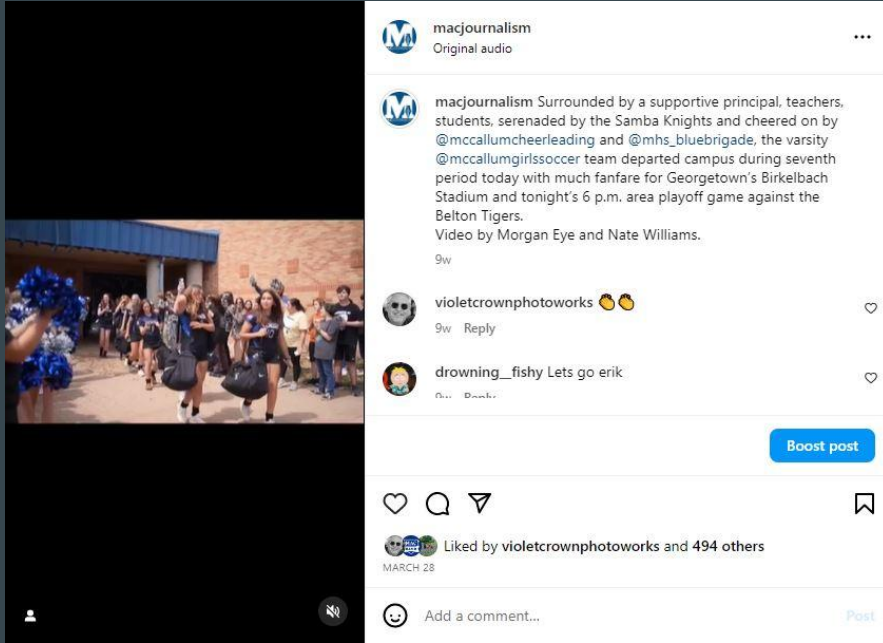 macjournalism
Original audio
macjournalism Surrounded by a supportive principal, teachers,
students, serenaded by the Samba Knights and cheered on by
@mccallumcheerleading and @mhs_bluebrigade, the varsity
@mccallumgirlssoccer team departed campus during seventh
period today with much fanfare for Georgetown's Birkelbach
Stadium and tonight's 6 p.m. area playoff game against the
Belton Tigers.
Video by Morgan Eye and Nate Williams.
9w
violetcrownphotoworks 👏👏
9w Reply
drowning__fishy Lets go erik
9w Reply
Boost post
Liked by violetcrownphotoworks and 494 others
MARCH 28
Add a comment...
Post